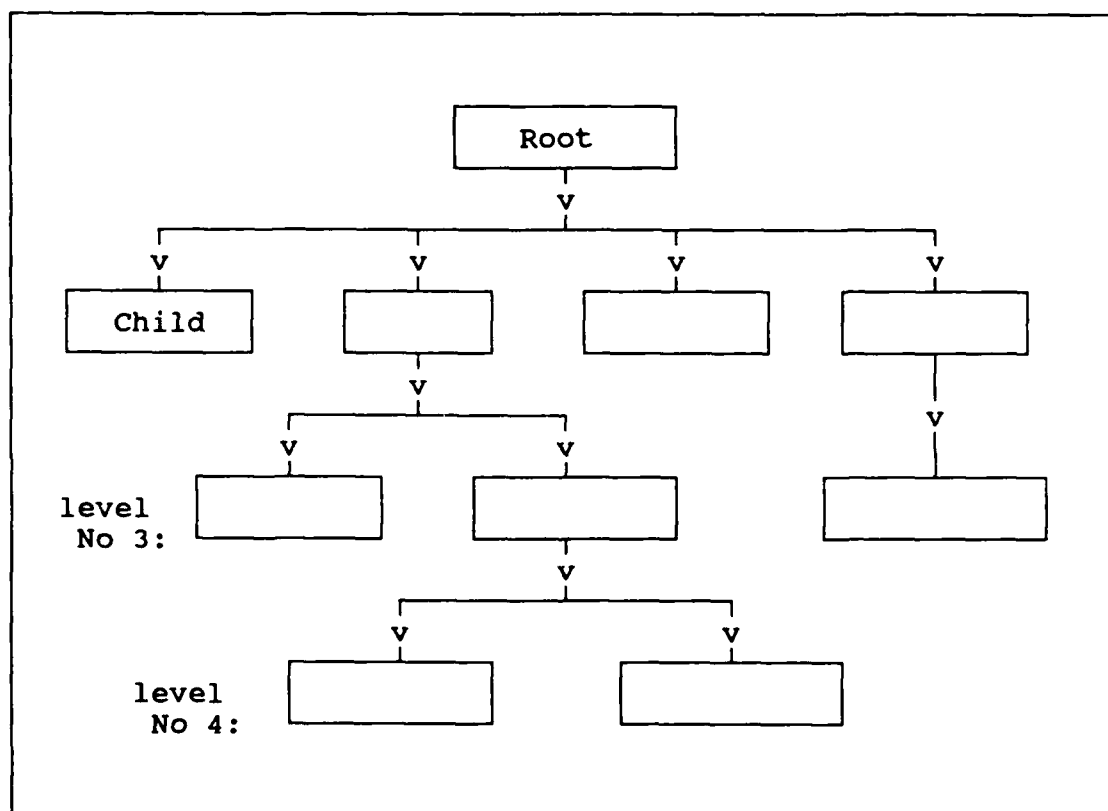 Root
v
v v v v
Child
v
v v v
level
No 3:
v
v v
level
No 4: